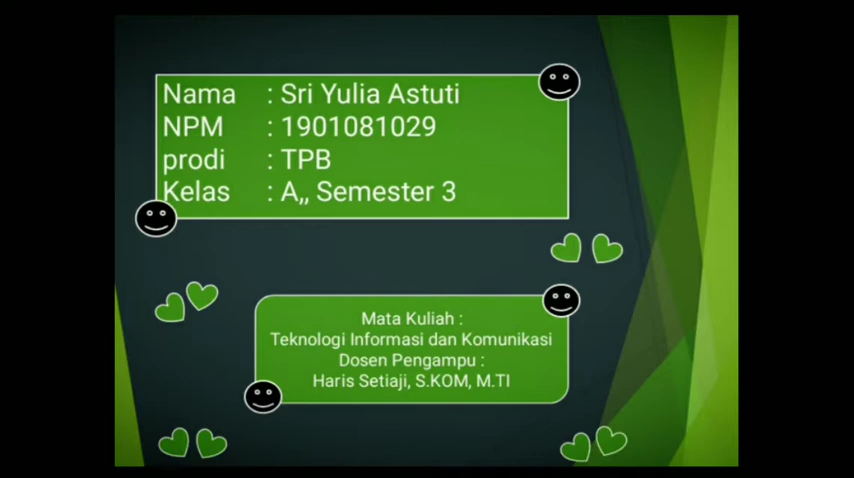 Nama : Sri Yulia Astuti
NPM : 1901081029
prodi : TPB
Kelas : A,, Semester 3
Mata Kuliah :
Teknologi Informasi dan Komunikasi
Dosen Pengampu :
Haris Setiaji, S.KOM, M.TI